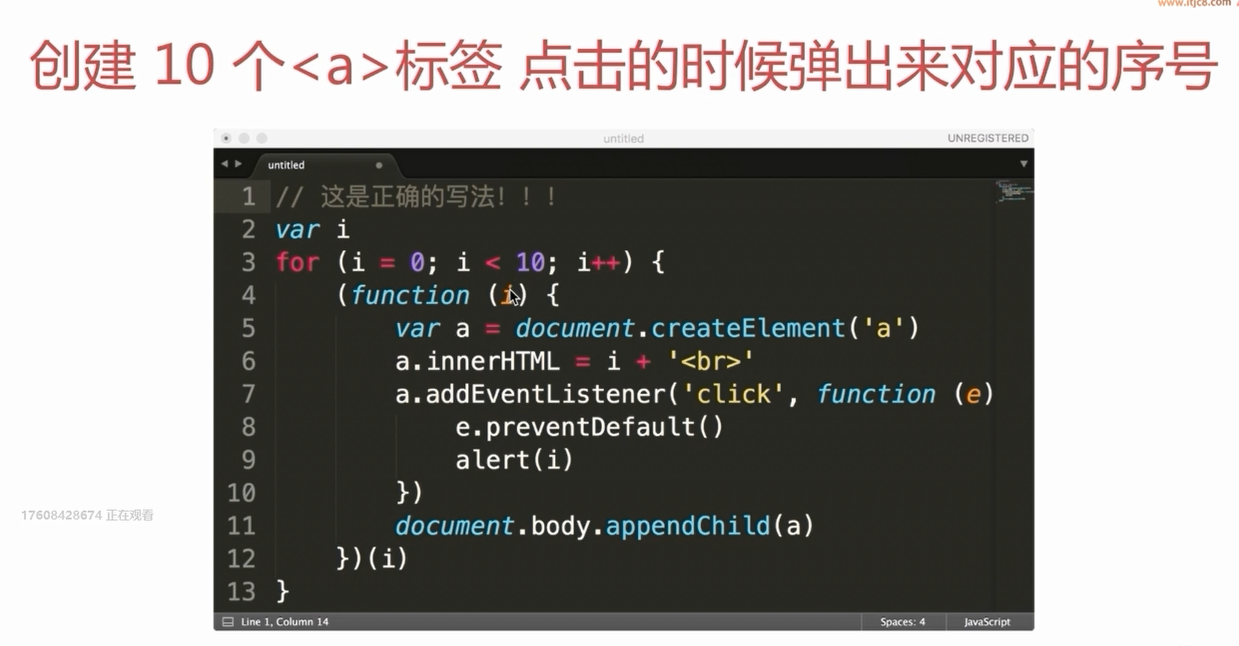 www.itjc8.com
创建 10 个<a>标签 点击的时候弹出来对应的序号
untitled
UNREGISTERED
untitled
1 // 这是正确的写法！！！
2 var i
3 for (i = 0; i < 10; i++) {
4     (function (i) {
5         var a = document.createElement('a')
6         a.innerHTML = i + '<br>'
7         a.addEventListener('click', function (e)
8             e.preventDefault()
9             alert(i)
10         })
11         document.body.appendChild(a)
12     })(i)
13 }
17608428674 正在观看
Line 1, Column 14
Spaces: 4
JavaScript